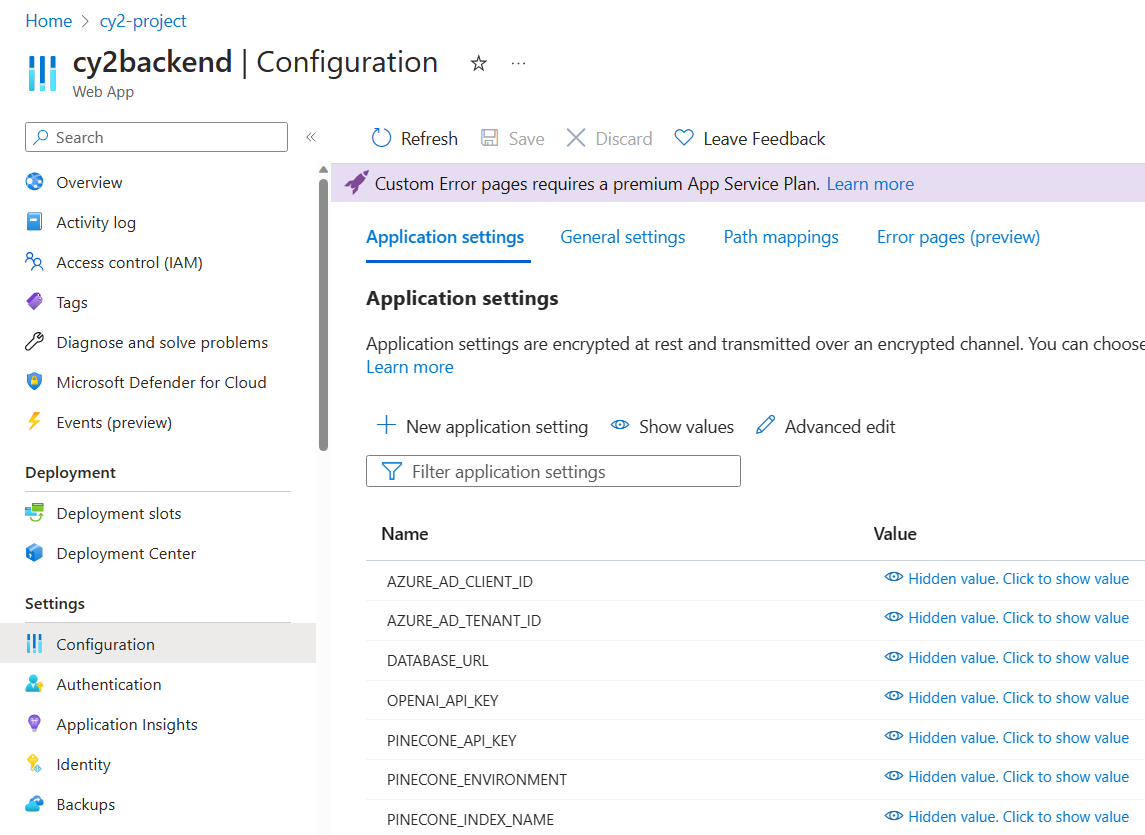 Home > cy2-project
cy2backend | Configuration
Web App
Search
Overview
Activity log
Access control (IAM)
Tags
Diagnose and solve problems
Microsoft Defender for Cloud
Events (preview)
Deployment
Deployment slots
Deployment Center
Settings
Configuration
Authentication
Application Insights
Identity
Backups
Refresh Save Discard Leave Feedback
Custom Error pages requires a premium App Service Plan. Learn more
Application settings General settings Path mappings Error pages (preview)
Application settings
Application settings are encrypted at rest and transmitted over an encrypted channel. You can choose
Learn more
New application setting Show values Advanced edit
Filter application settings
Name Value
AZURE_AD_CLIENT_ID Hidden value. Click to show value
AZURE_AD_TENANT_ID Hidden value. Click to show value
DATABASE_URL Hidden value. Click to show value
OPENAI_API_KEY Hidden value. Click to show value
PINECONE_API_KEY Hidden value. Click to show value
PINECONE_ENVIRONMENT Hidden value. Click to show value
PINECONE_INDEX_NAME Hidden value. Click to show value